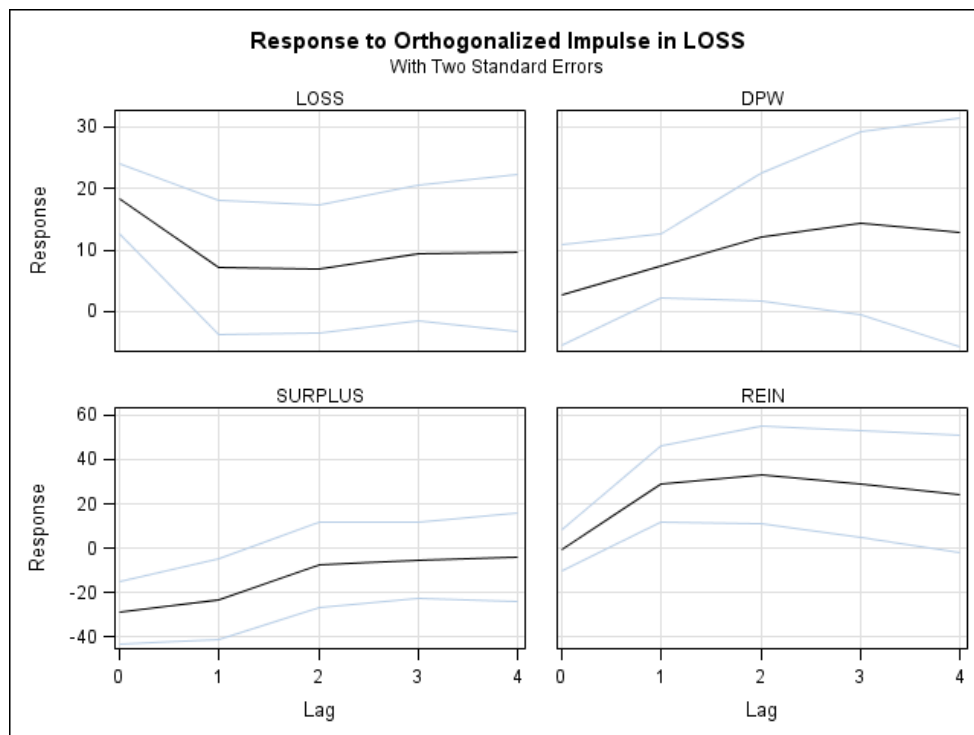 Response to Orthogonalized Impulse in LOSS
With Two Standard Errors
LOSS
DPW
Response
30
20
10
0
SURPLUS
REIN
Response
60
40
20
0
-20
-40
0 1 2 3 4
0 1 2 3 4
Lag
Lag